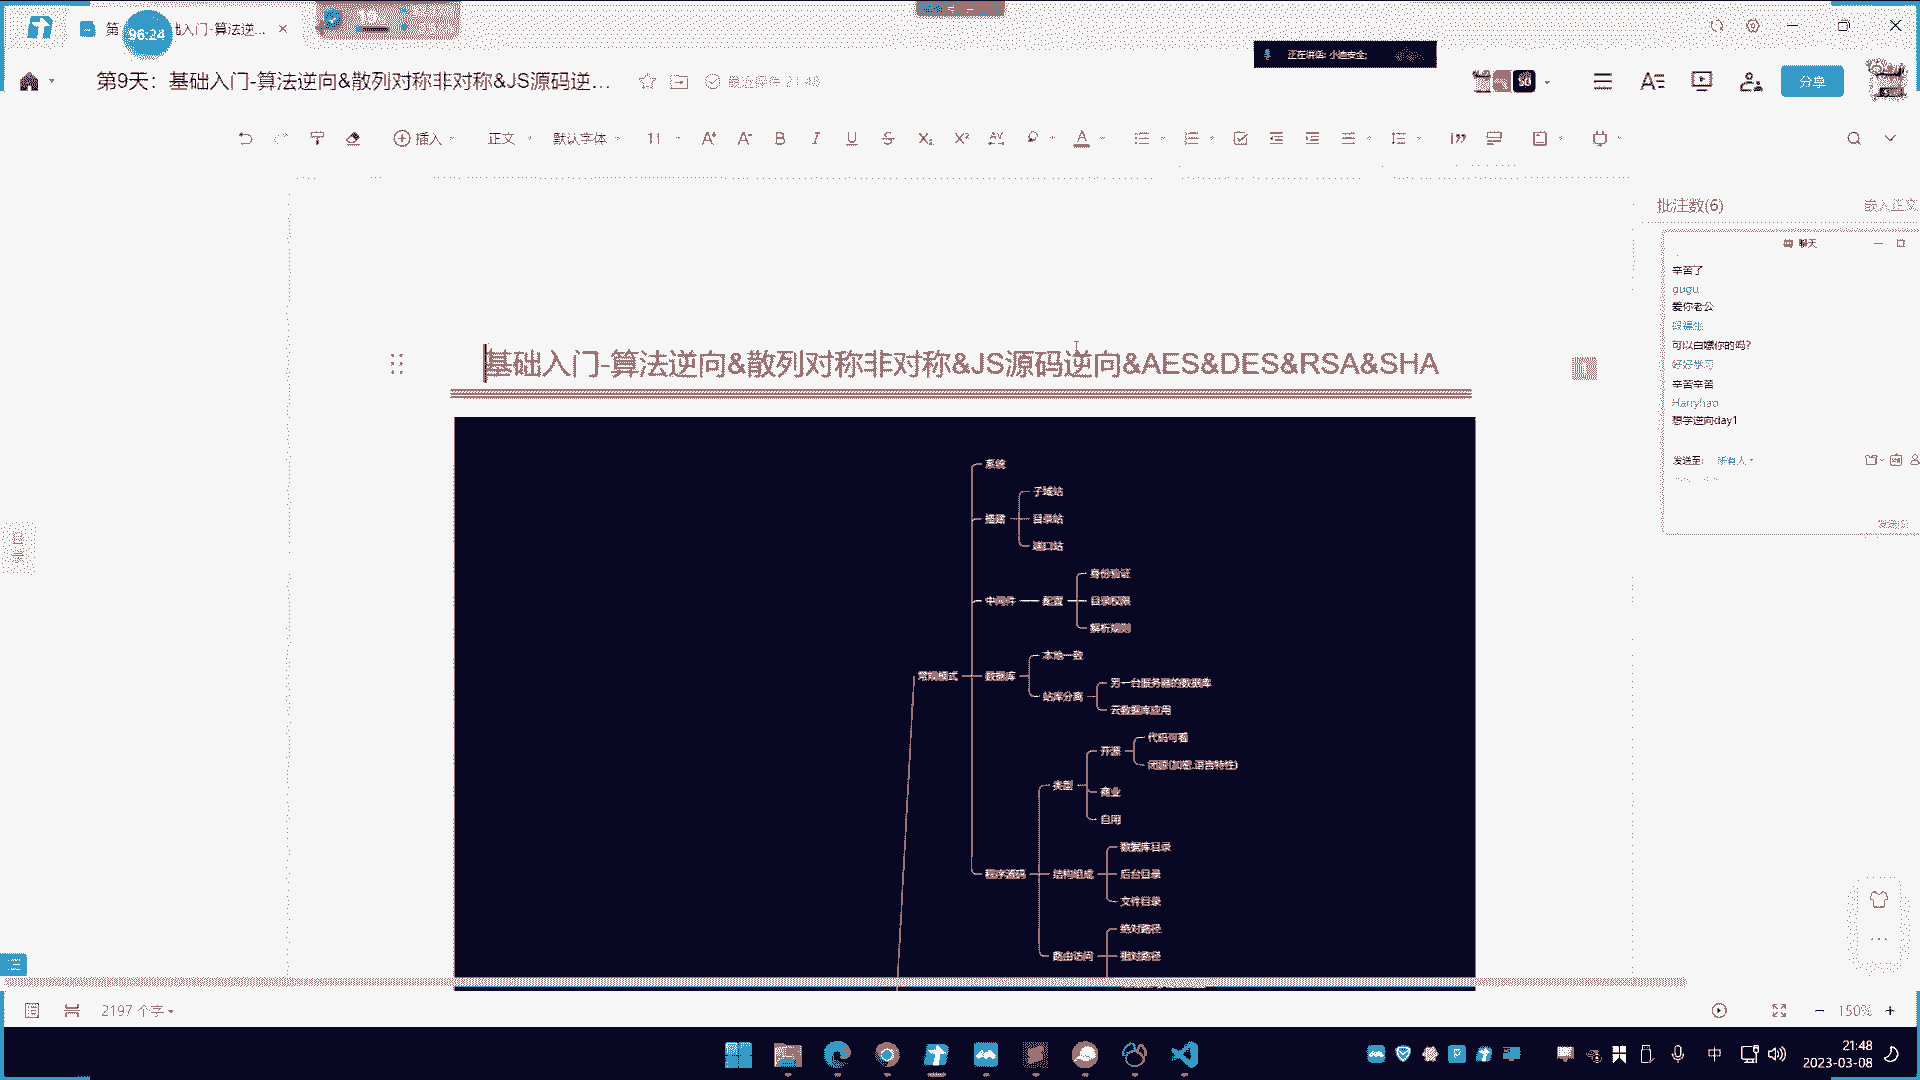 96:24
第
基础入门-算法逆...
正在讲话: 小迪安全;
第9天：基础入门-算法逆向&散列对称非对称&JS源码逆...
最近保存 21:48
分享
插入
正文
默认字体
11
批注数(6)
嵌入正文
聊天
辛苦了
gugu
爱你老公
可以白嫖你的吗?
好好学习
辛苦辛苦
想学逆向day1
发送至:
所有人
基础入门-算法逆向&散列对称非对称&JS源码逆向&AES&DES&RSA&SHA
系统
搭建
子域站
目录站
端口站
中间件
配置
身份验证
目录权限
解析规则
常规模式
数据库
本地一致
站库分离
另一台服务器的数据库
云数据库应用
程序源码
类型
开源
代码可看
闭源(加密,语言特性)
商业
自用
结构组成
数据库目录
后台目录
文件目录
路由访问
绝对路径
相对路径
目录
2197 个字
150%
中
21:48
2023-03-08